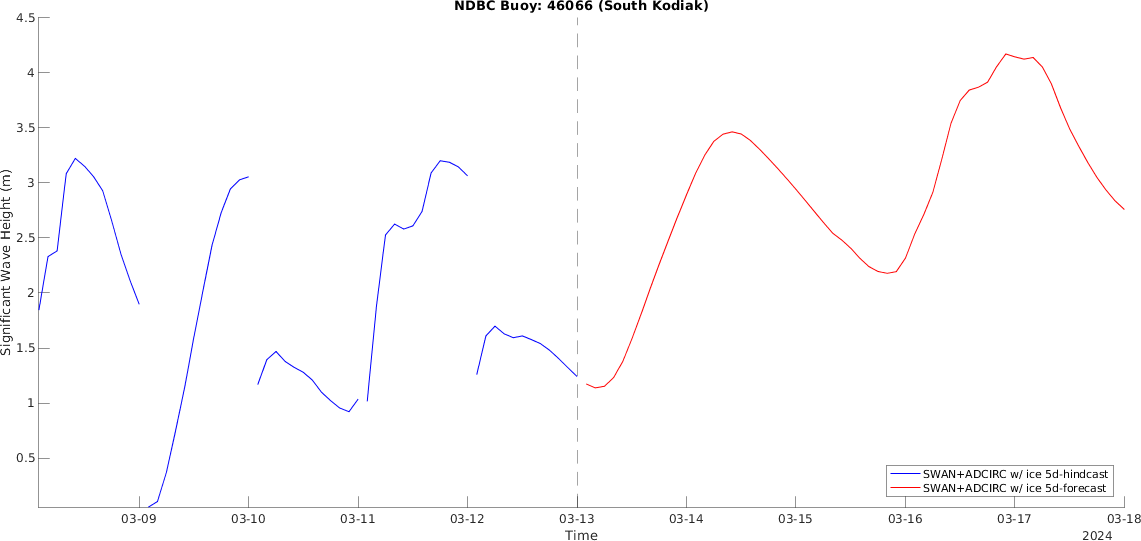 NDBC Buoy: 46066 (South Kodiak)
4.5
4
3.5
3
2.5
2
1.5
1
0.5
Significant Wave Height (m)
SWAN+ADCIRC w/ ice 5d-hindcast
SWAN+ADCIRC w/ ice 5d-forecast
03-09 03-10 03-11 03-12 03-13 03-14 03-15 03-16 03-17 03-18
Time
2024